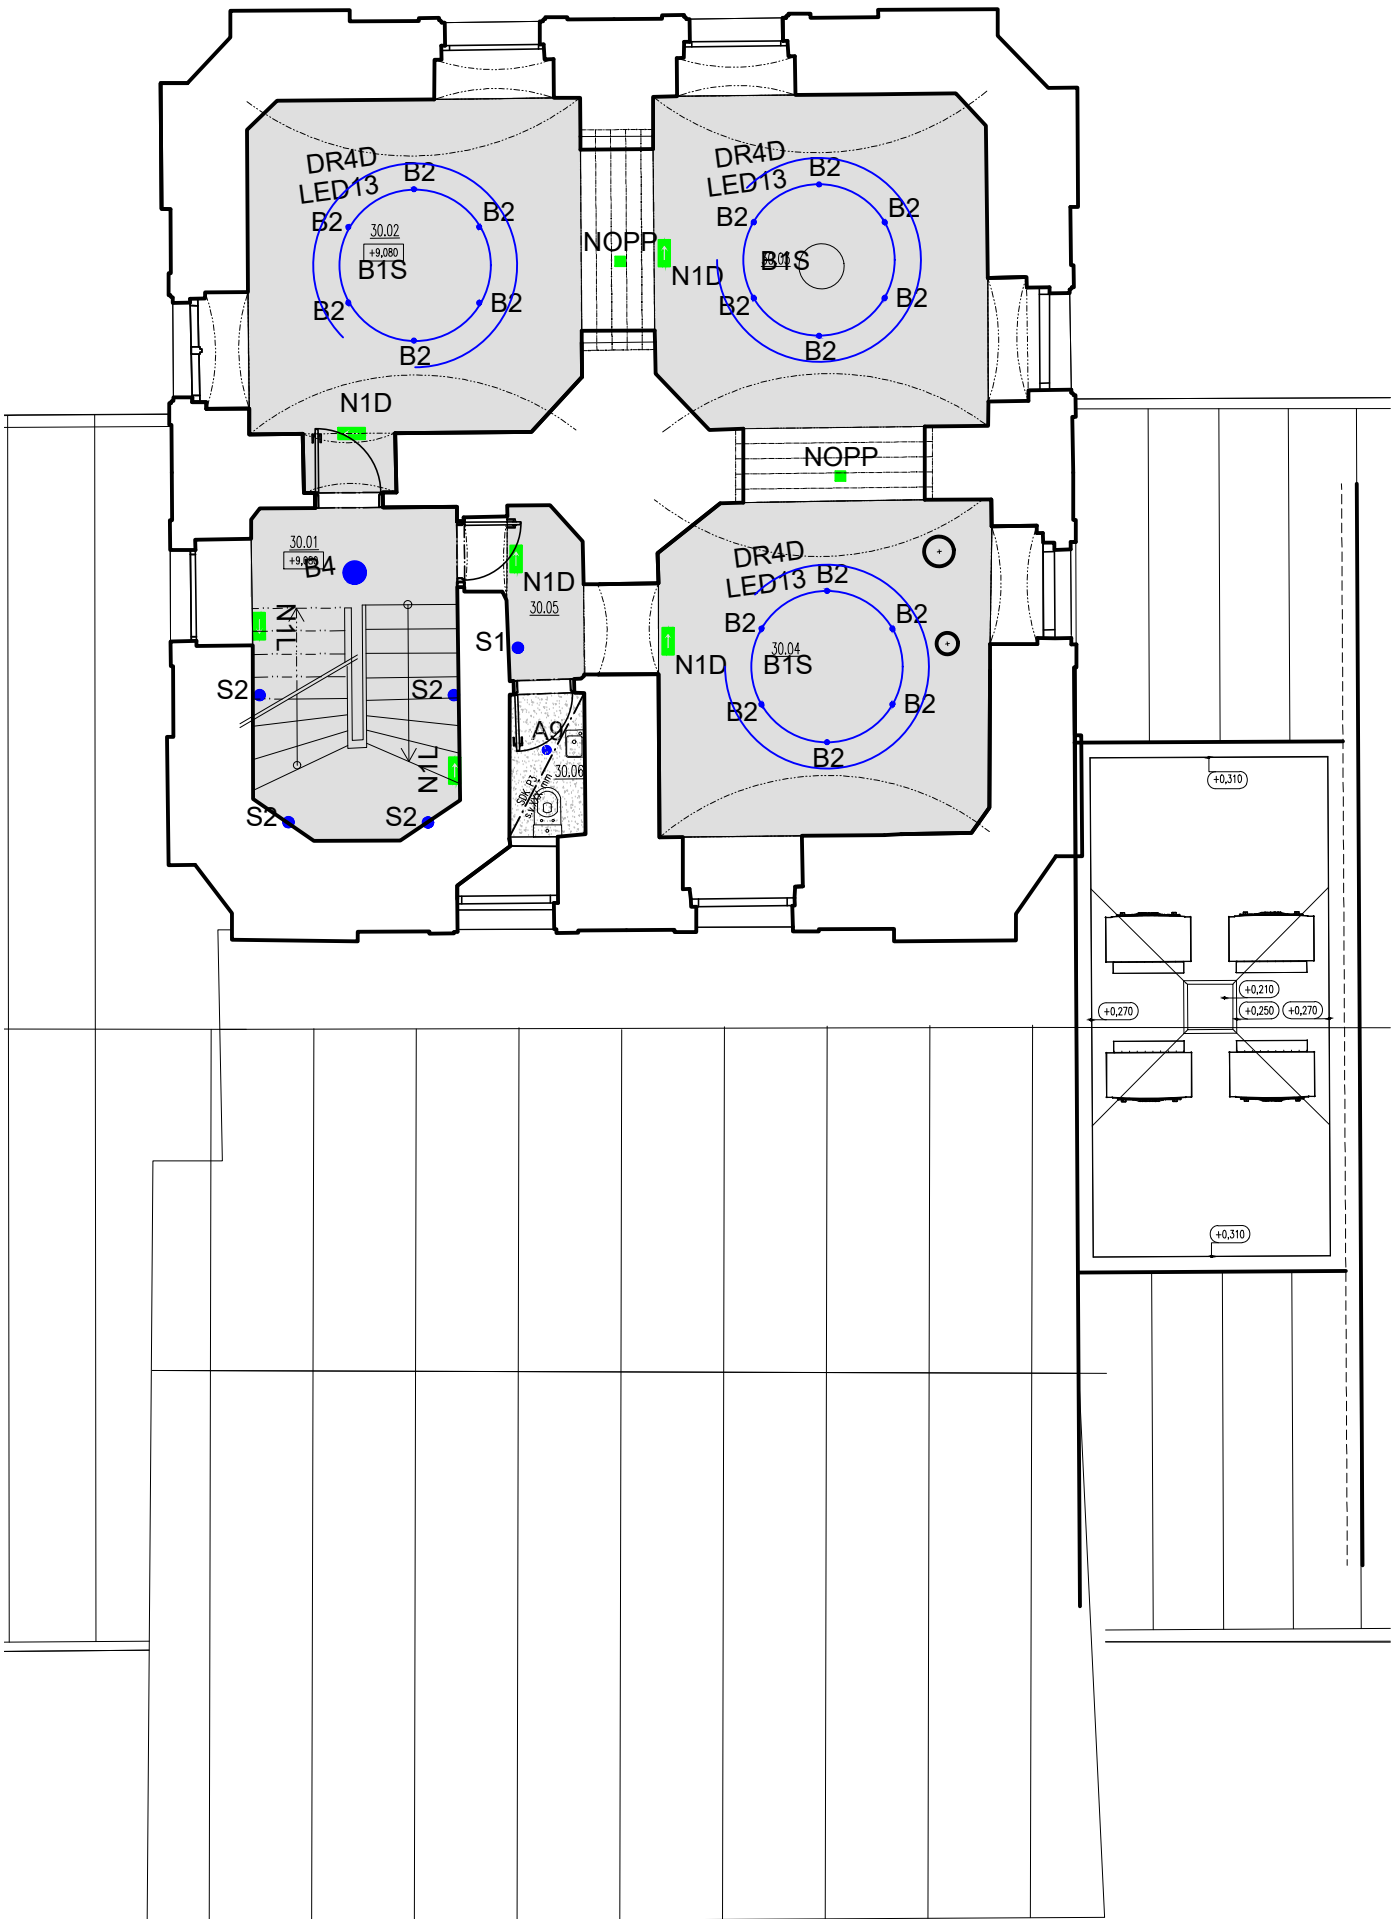 DR4D
LED13
B2
B2
B2
30.02
+9,080
B1S
B2
B2
B2
NOPP
N1D
DR4D
LED13
B2
B2
B2
B1S
B2
B2
B2
N1D
NOPP
30.01
B4
N1L
S2
S2
N1L
S2
S2
N1D
30.05
S1
A9
30.06
SDK P3
DR4D
LED13
B2
B2
B2
30.04
B1S
N1D
B2
B2
B2
+0,310
+0,210
+0,270
+0,250
+0,270
+0,310